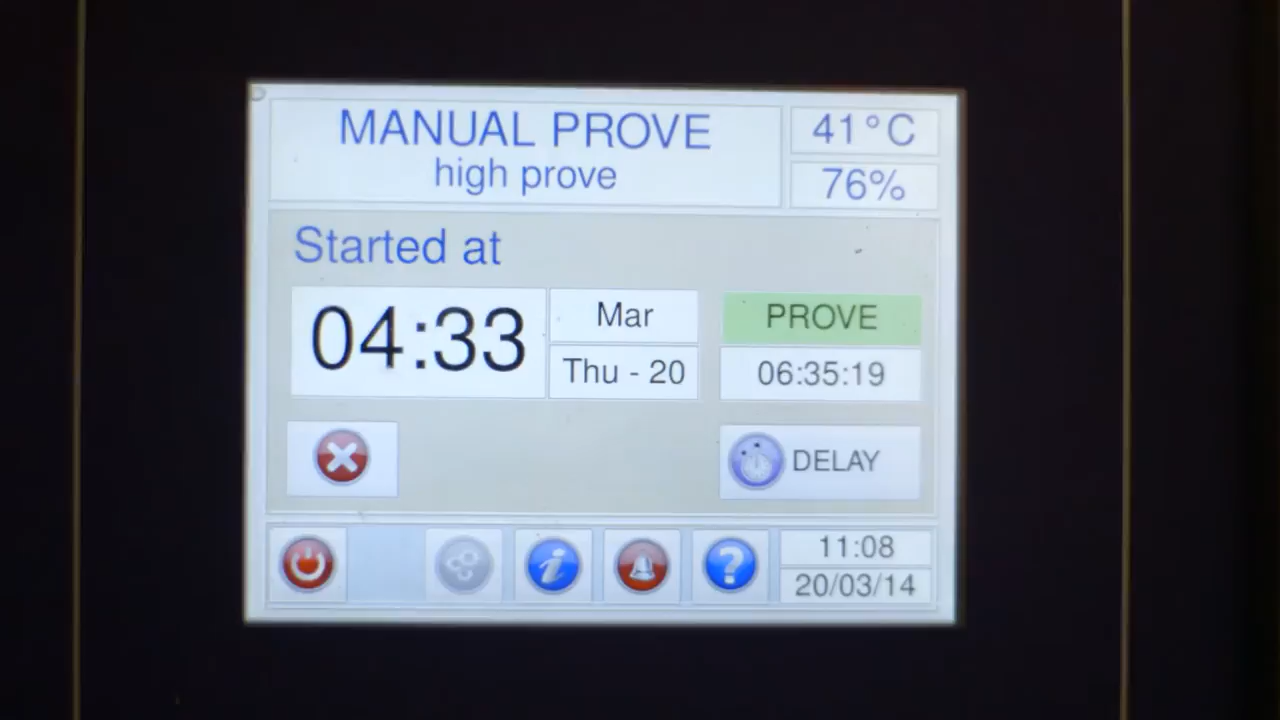 MANUAL PROVE
high prove
41°C
76%
Started at
04:33
Mar
Thu - 20
PROVE
06:35:19
DELAY
11:08
20/03/14